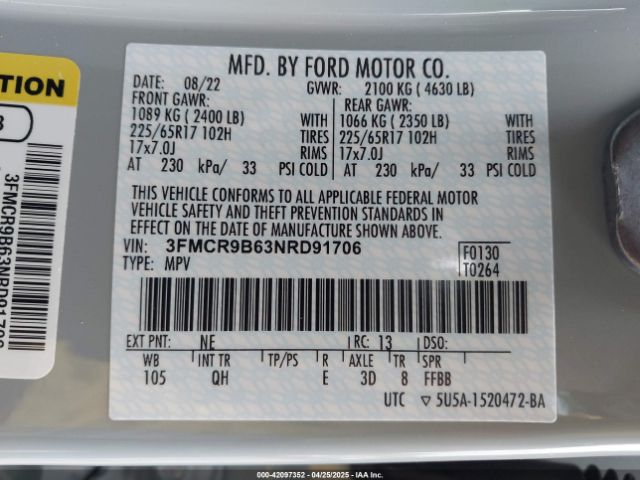 TION
3
3FMCR9B63NRD91706
MFD. BY FORD MOTOR CO.
DATE: 08/22 GVWR: 2100 KG ( 4630 LB)
FRONT GAWR: REAR GAWR:
1089 KG ( 2400 LB) WITH 1066 KG ( 2350 LB) WITH
225/65R17 102H TIRES 225/65R17 102H TIRES
17x7.0J RIMS 17x7.0J RIMS
AT 230 kPa/ 33 PSI COLD AT 230 kPa/ 33 PSI COLD
THIS VEHICLE CONFORMS TO ALL APPLICABLE FEDERAL MOTOR
VEHICLE SAFETY AND THEFT PREVENTION STANDARDS IN
EFFECT ON THE DATE OF MANUFACTURE SHOWN ABOVE.
VIN: 3FMCR9B63NRD91706 F0130
TYPE: MPV T0264
EXT PNT: NE RC: 13 DSO:
WB INT TR TP/PS R AXLE TR SPR
105 QH E 3D 8 FFBB
UTC ▽ 5U5A-1520472-BA
Owner: 42097352 | 04/25/2025 | IAA Inc.